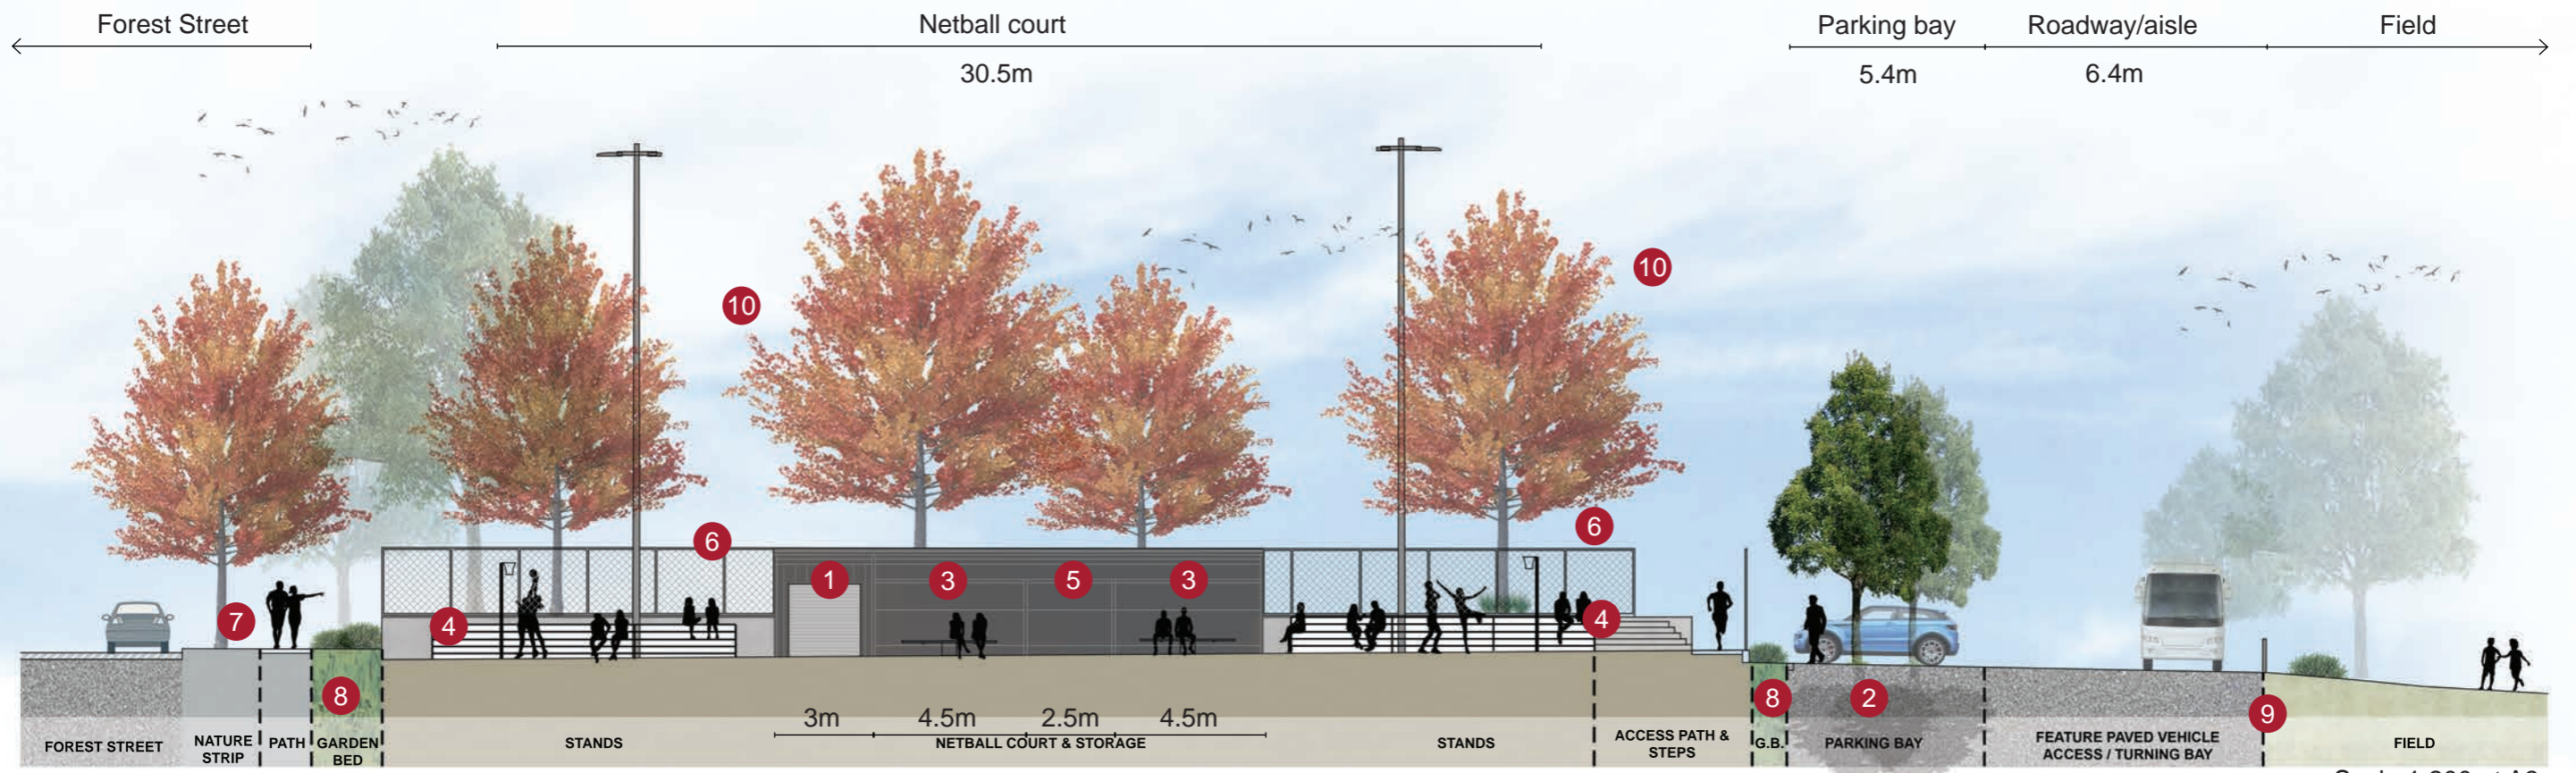 Forest Street
Netball court
Parking bay
Roadway/aisle
Field
30.5m
5.4m
6.4m
10
10
6
6
1
3
5
3
7
4
4
8
8
2
9
3m
4.5m
2.5m
4.5m
FOREST STREET
NATURE
STRIP
PATH
GARDEN
BED
STANDS
NETBALL COURT & STORAGE
STANDS
ACCESS PATH &
STEPS
G.B.
PARKING BAY
FEATURE PAVED VEHICLE
ACCESS / TURNING BAY
FIELD